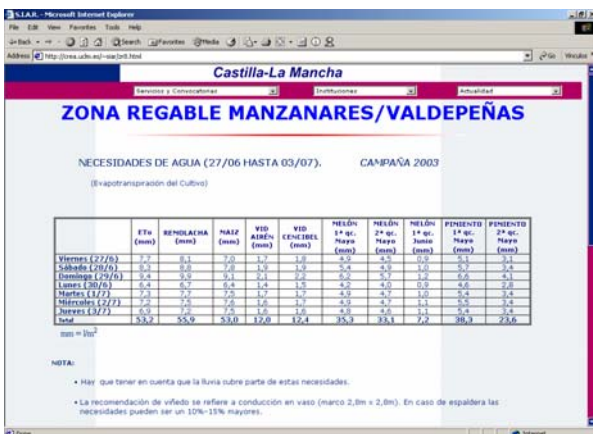 S.I.A.R. - Microsoft Internet Explorer
File Edit View Favorites Tools Help
Back Search Favorites Media
Address http://crea.uclm.es/~siar/ Go Vínculos
Castilla-La Mancha
Servicios y Convocatorias Instituciones Actualidad
ZONA REGABLE MANZANARES/VALDEPEÑAS
NECESIDADES DE AGUA (27/06 HASTA 03/07). CAMPAÑA 2003
(Evapotranspiración del Cultivo)
ETo (mm) REMOLACHA (mm) MAIZ (mm) VID AIRÉN (mm) VID CENCIBEL (mm) MELÓN 1ª qc. Mayo (mm) MELÓN 2ª qc. Mayo (mm) MELÓN 1ª qc. Junio (mm) PIMIENTO 1ª qc. Mayo (mm) PIMIENTO 2ª qc. Mayo (mm)
Viernes (27/6) 7,7 8,1 7,0 1,7 1,8 4,9 4,5 0,9 5,1 3,1
Sábado (28/6) 8,3 8,8 7,8 1,9 1,9 5,4 4,9 1,0 5,7 3,4
Domingo (29/6) 9,4 9,9 9,1 2,1 2,2 6,2 5,7 1,2 6,6 4,1
Lunes (30/6) 6,4 6,7 6,4 1,4 1,5 4,2 4,0 0,9 4,6 2,8
Martes (1/7) 7,3 7,7 7,5 1,7 1,7 4,9 4,7 1,0 5,4 3,4
Miércoles (2/7) 7,2 7,5 7,6 1,6 1,7 4,9 4,7 1,1 5,5 3,4
Jueves (3/7) 6,9 7,2 7,5 1,6 1,6 4,8 4,6 1,1 5,4 3,4
Total 53,2 55,9 53,0 12,0 12,4 35,3 33,1 7,2 38,3 23,6
mm = l/m²
NOTA:
• Hay que tener en cuenta que la lluvia cubre parte de estas necesidades.
• La recomendación de viñedo se refiere a conducción en vaso (marco 2,8m x 2,8m). En caso de espaldera las
necesidades pueden ser un 10%-15% mayores.
Internet